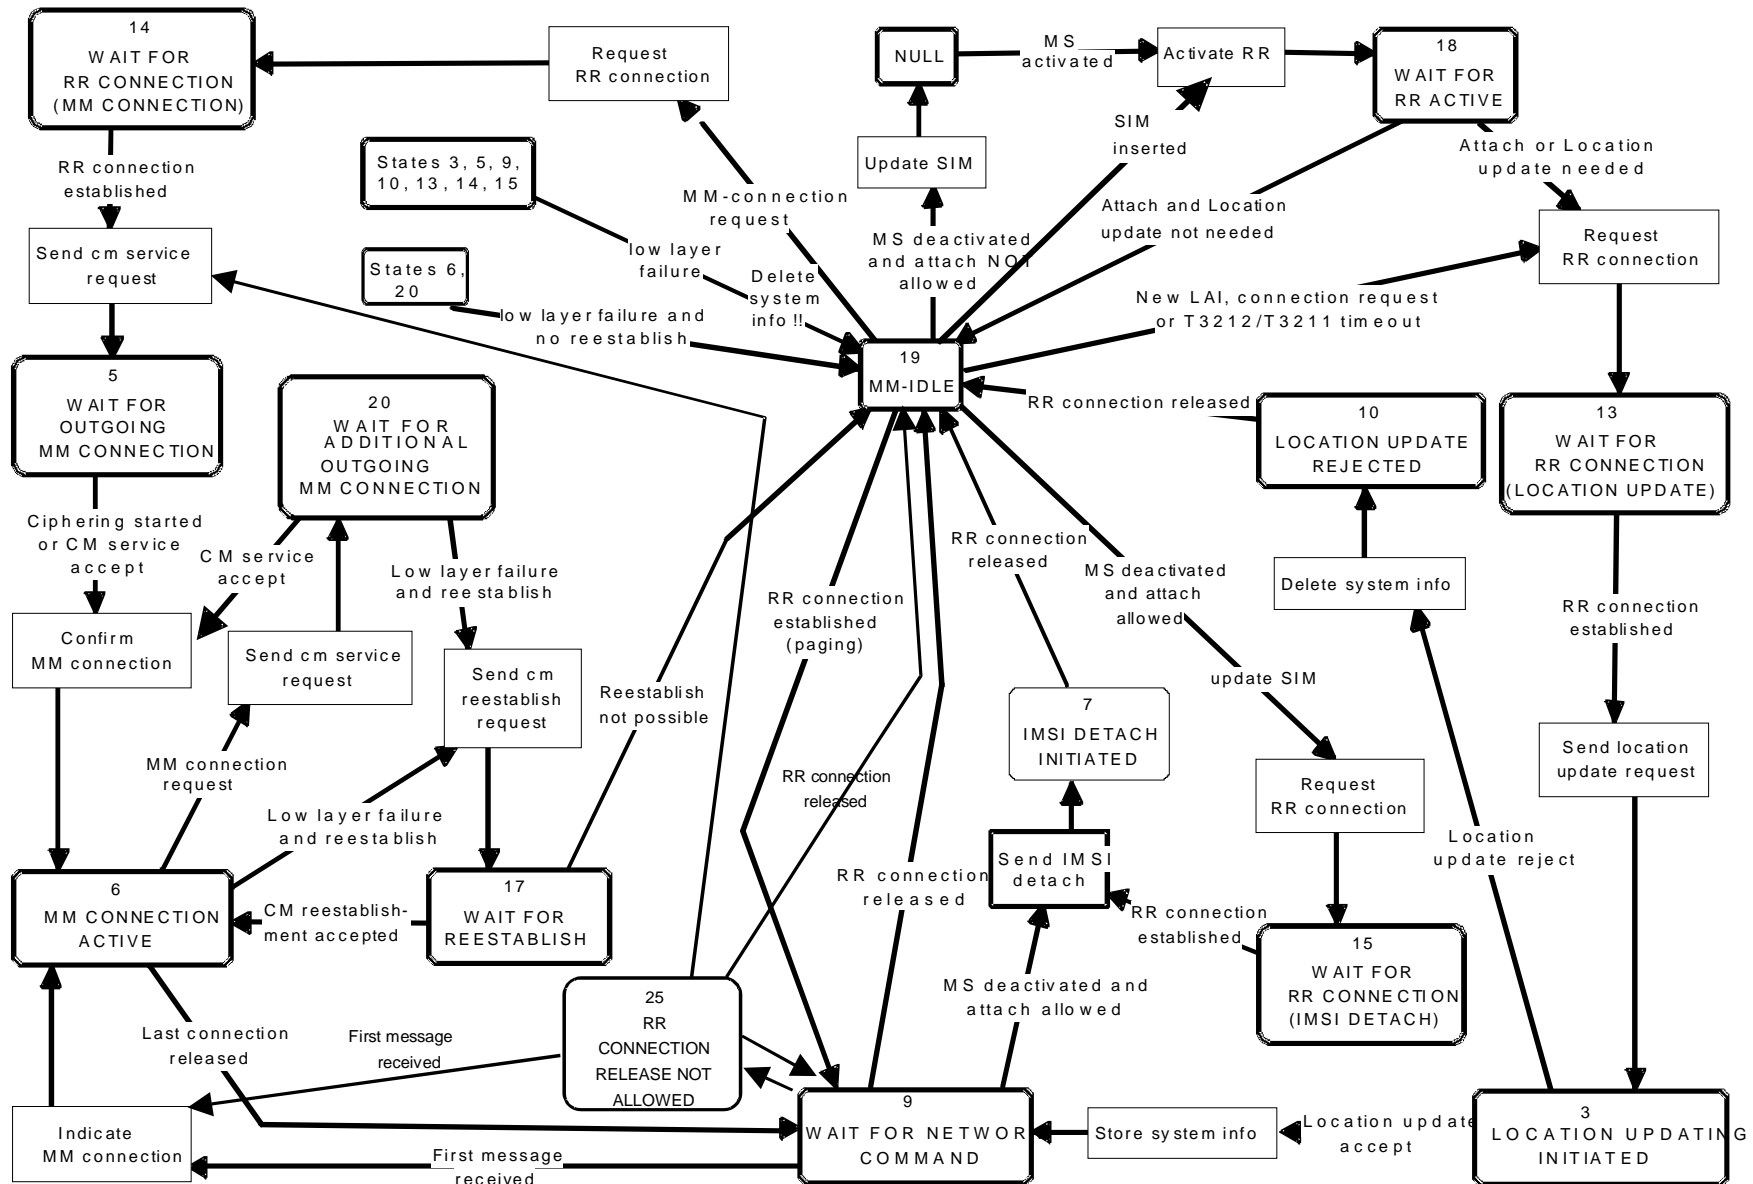 14
WAIT FOR
RR CONNECTION
(MM CONNECTION)
Request
RR connection
NULL
MS
activated
Activate RR
18
WAIT FOR
RR ACTIVE
RR connection
established
States 3, 5, 9,
10, 13, 14, 15
Update SIM
SIM
inserted
Attach or Location
update needed
MM-connection
request
Attach and Location
update not needed
Send cm service
request
States 6,
20
low layer
failure
Delete
system
info !!
MS deactivated
and attach NOT
allowed
Request
RR connection
low layer failure and
no reestablish
New LAI, connection request
or T3212/T3211 timeout
19
MM-IDLE
5
WAIT FOR
OUTGOING
MM CONNECTION
20
WAIT FOR
ADDITIONAL
OUTGOING
MM CONNECTION
RR connection released
10
LOCATION UPDATE
REJECTED
13
WAIT FOR
RR CONNECTION
(LOCATION UPDATE)
Ciphering started
or CM service
accept
CM service
accept
Low layer failure
and reestablish
RR connection
released
MS deactivated
and attach
allowed
Delete system info
RR connection
established
(paging)
RR connection
established
Confirm
MM connection
Send cm service
request
Send cm
reestablish
request
Reestablish
not possible
update SIM
7
IMSI DETACH
INITIATED
Send location
update request
MM connection
request
RR connection
released
Request
RR connection
Low layer failure
and reestablish
Location
update reject
Send IMSI
detach
RR connection
released
6
MM CONNECTION
ACTIVE
CM reestablish-
ment accepted
17
WAIT FOR
REESTABLISH
RR connection
established
15
WAIT FOR
RR CONNECTION
(IMSI DETACH)
MS deactivated and
attach allowed
25
RR
CONNECTION
RELEASE NOT
ALLOWED
Last connection
released
First message
received
9
WAIT FOR NETWOR
COMMAND
Store system info
Location update
accept
3
LOCATION UPDATING
INITIATED
Indicate
MM connection
First message
received